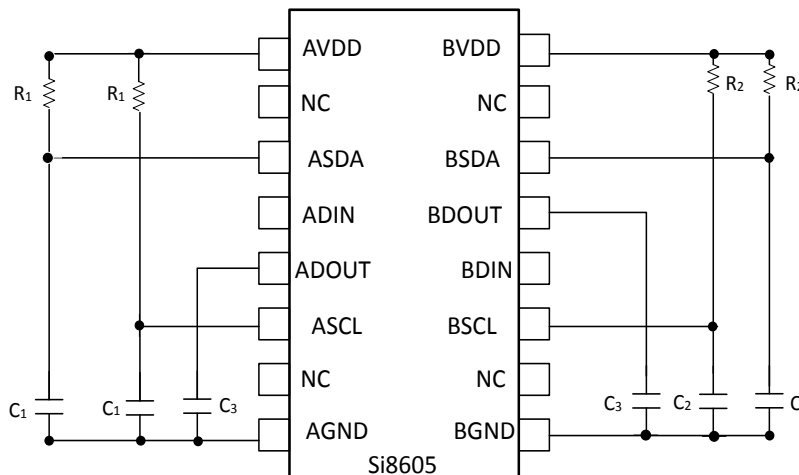 AVDD
BVDD
R₁
R₁
R₂
R₂
NC
NC
ASDA
BSDA
ADIN
BDOUT
ADOUT
BDIN
ASCL
BSCL
NC
NC
C₁
C₁
C₃
C₃
C₂
C
AGND
BGND
Si8605